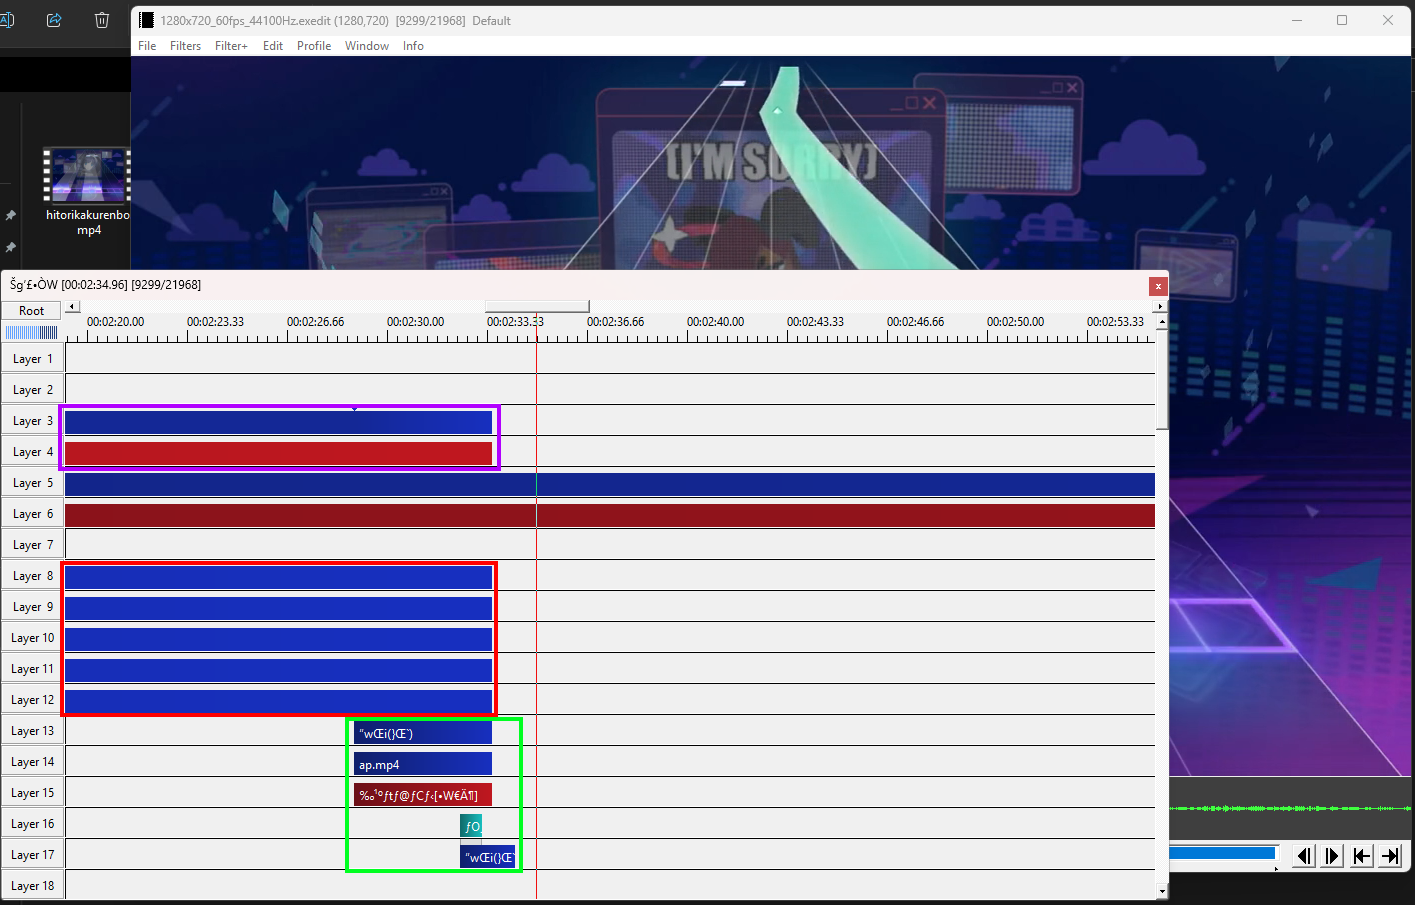 1280x720_60fps_44100Hz.exedit (1280,720) [9299/21968] Default
File Filters Filter+ Edit Profile Window Info
[I'M SORRY]
hitorikakurenbo
mp4
Šg'£•ÒW [00:02:34.96] [9299/21968]
Root
00:02:20.00 00:02:23.33 00:02:26.66 00:02:30.00 00:02:33.33 00:02:36.66 00:02:40.00 00:02:43.33 00:02:46.66 00:02:50.00 00:02:53.33
Layer 1
Layer 2
Layer 3
Layer 4
Layer 5
Layer 6
Layer 7
Layer 8
Layer 9
Layer 10
Layer 11
Layer 12
Layer 13 "wŒi(}Œ`)
Layer 14 ap.mp4
Layer 15 ‰¹ºƒtƒ@ƒCƒ‹[•W€Ä¶]
Layer 16 ƒO
Layer 17 "wŒi(}Œ`
Layer 18